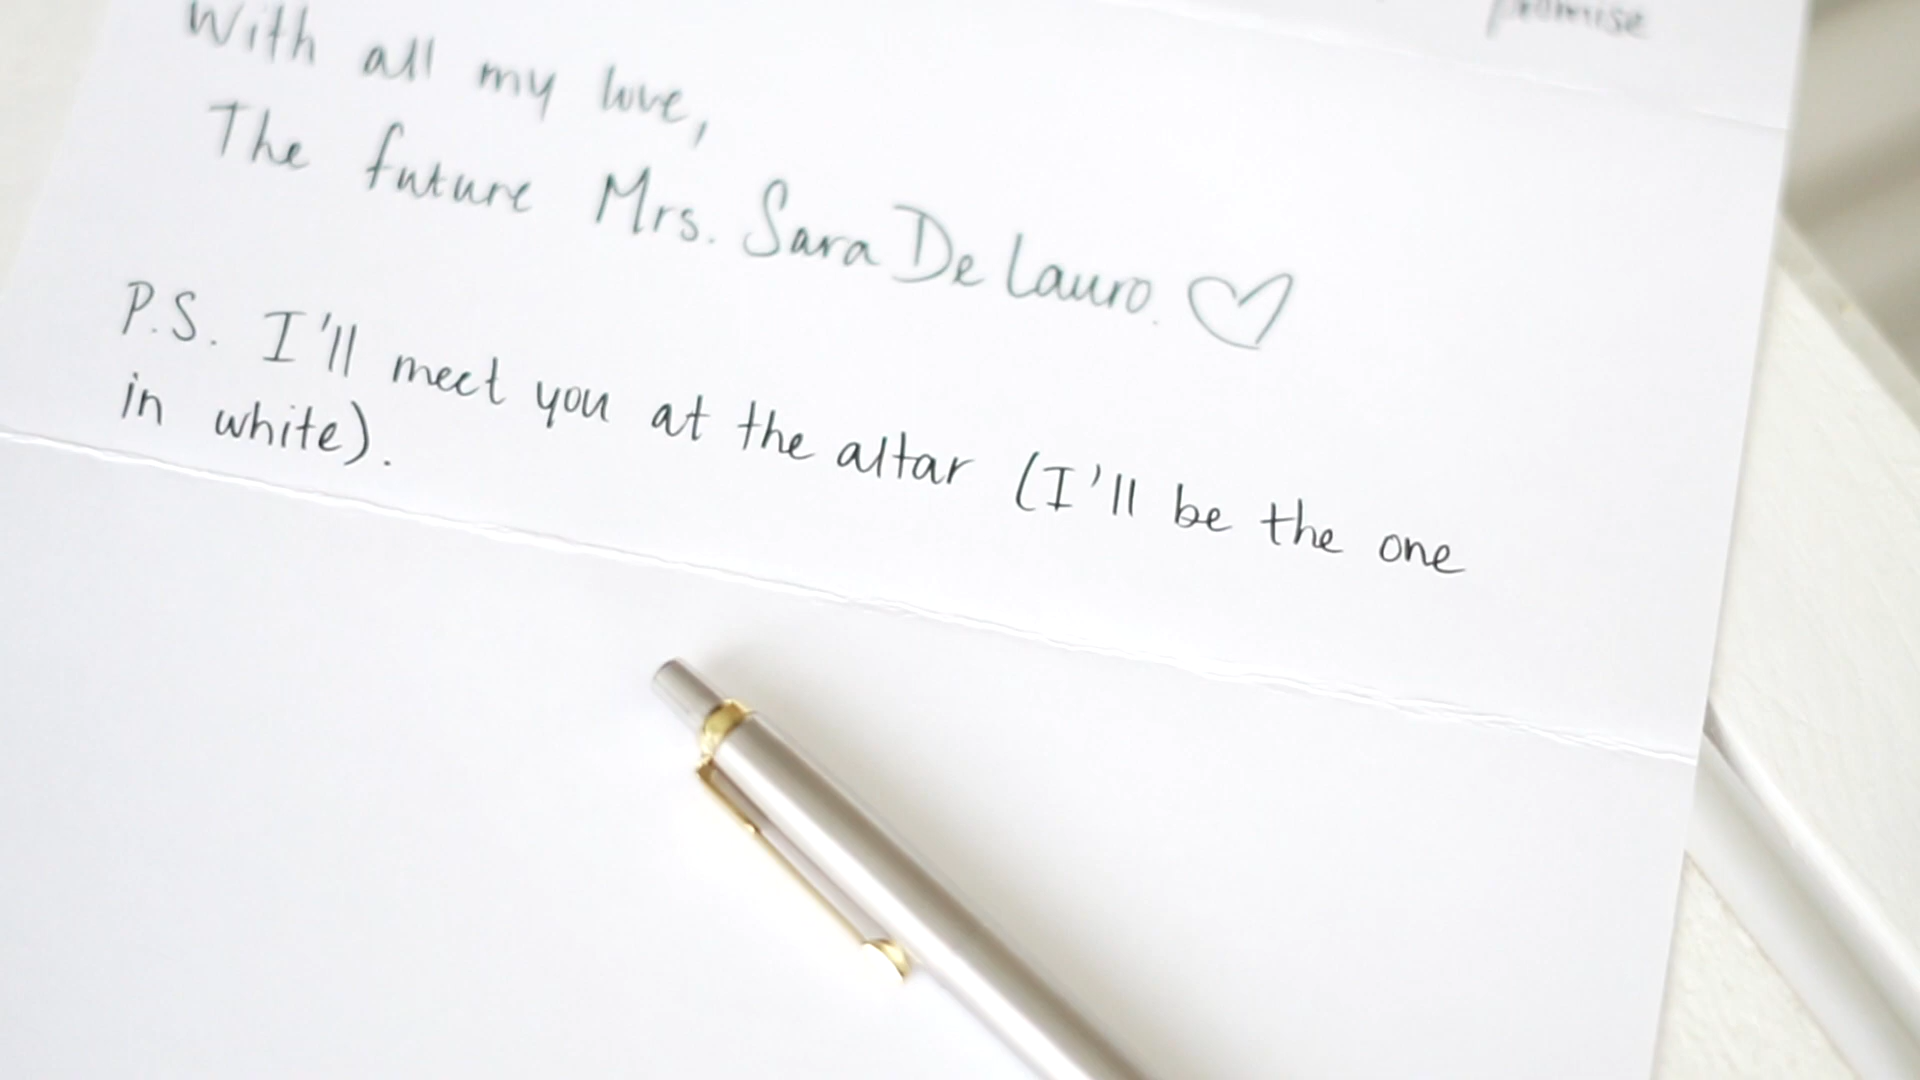 promise
With all my love,
The future Mrs. Sara De Lauro. ♡
P.S. I'll meet you at the altar (I'll be the one
in white).